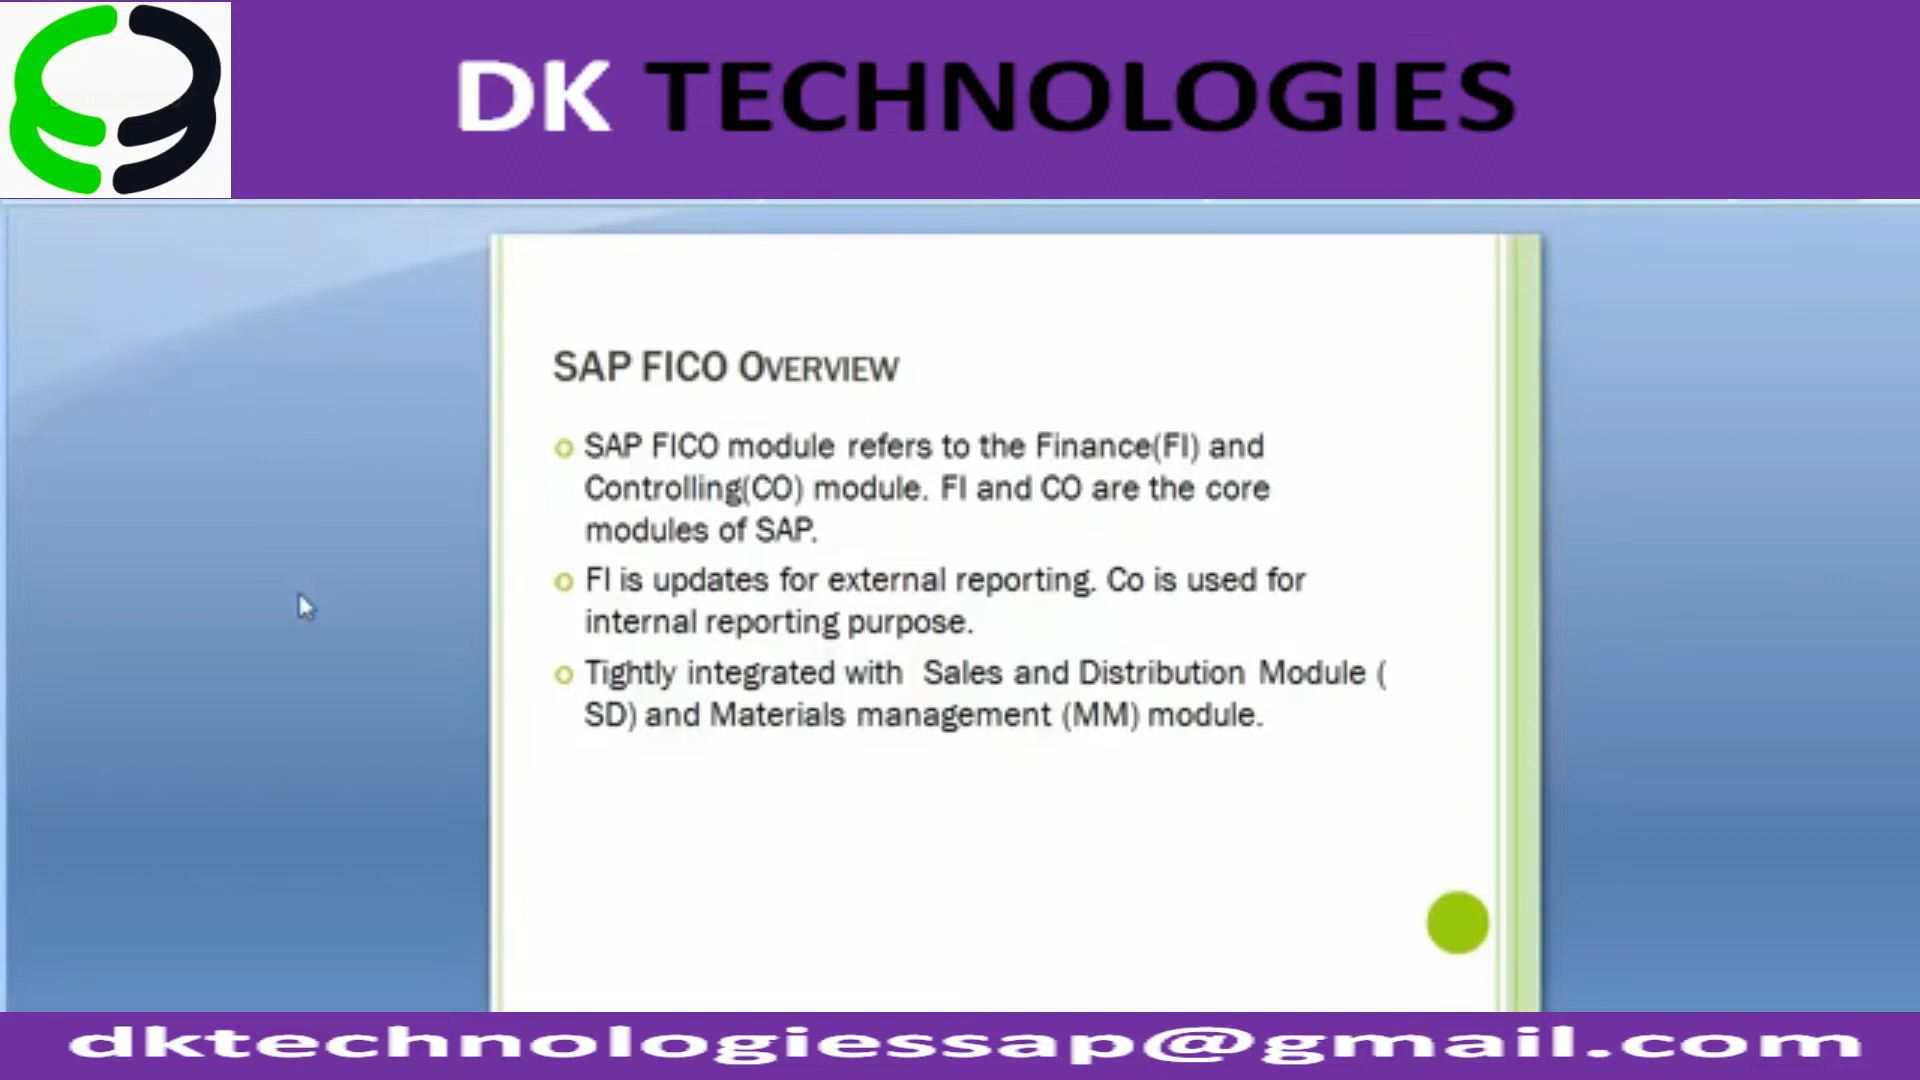 DK TECHNOLOGIES
SAP FICO OVERVIEW
SAP FICO module refers to the Finance(FI) and
Controlling(CO) module. FI and CO are the core
modules of SAP.
FI is updates for external reporting. Co is used for
internal reporting purpose.
Tightly integrated with  Sales and Distribution Module (
SD) and Materials management (MM) module.
dktechnologiessap@gmail.com